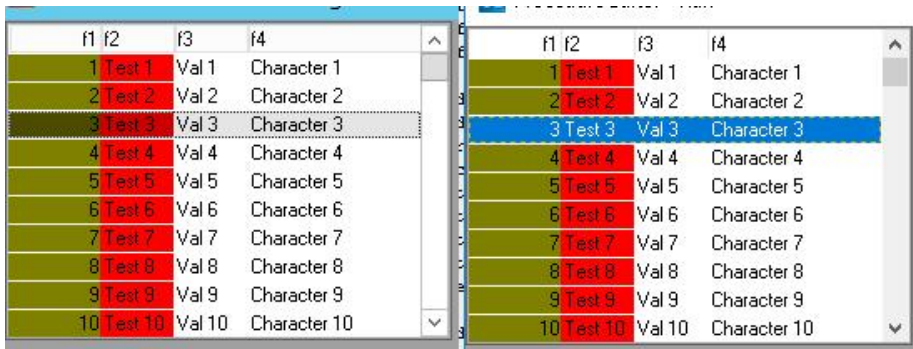 f1 f2 f3 f4
1 Test 1 Val 1 Character 1
2 Test 2 Val 2 Character 2
3 Test 3 Val 3 Character 3
4 Test 4 Val 4 Character 4
5 Test 5 Val 5 Character 5
6 Test 6 Val 6 Character 6
7 Test 7 Val 7 Character 7
8 Test 8 Val 8 Character 8
9 Test 9 Val 9 Character 9
10 Test 10 Val 10 Character 10
f1 f2 f3 f4
1 Test 1 Val 1 Character 1
2 Test 2 Val 2 Character 2
3 Test 3 Val 3 Character 3
4 Test 4 Val 4 Character 4
5 Test 5 Val 5 Character 5
6 Test 6 Val 6 Character 6
7 Test 7 Val 7 Character 7
8 Test 8 Val 8 Character 8
9 Test 9 Val 9 Character 9
10 Test 10 Val 10 Character 10